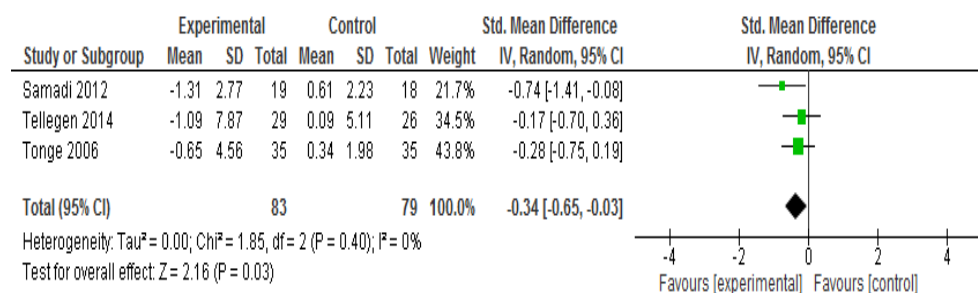 Experimental Control Std. Mean Difference Std. Mean Difference
Study or Subgroup Mean SD Total Mean SD Total Weight IV, Random, 95% CI IV, Random, 95% CI
Samadi 2012 -1.31 2.77 19 0.61 2.23 18 21.7% -0.74 [-1.41, -0.08]
Tellegen 2014 -1.09 7.87 29 0.09 5.11 26 34.5% -0.17 [-0.70, 0.36]
Tonge 2006 -0.65 4.56 35 0.34 1.98 35 43.8% -0.28 [-0.75, 0.19]
Total (95% CI) 83 79 100.0% -0.34 [-0.65, -0.03]
Heterogeneity: Tau² = 0.00; Chi² = 1.85, df = 2 (P = 0.40); I² = 0%
Test for overall effect: Z = 2.16 (P = 0.03)
-4 -2 0 2 4
Favours [experimental] Favours [control]